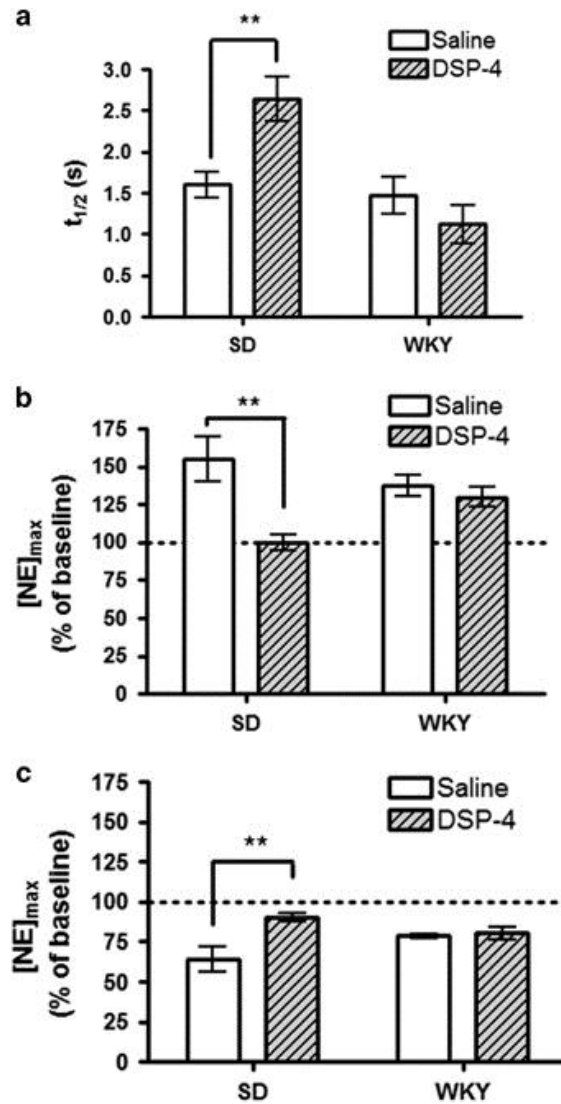 a
**
Saline
DSP-4
3.0
2.5
2.0
1.5
1.0
0.5
0.0
t1/2 (s)
SD
WKY
b
**
Saline
DSP-4
175
150
125
100
75
50
25
0
[NE]max
(% of baseline)
SD
WKY
c
**
Saline
DSP-4
175
150
125
100
75
50
25
0
[NE]max
(% of baseline)
SD
WKY